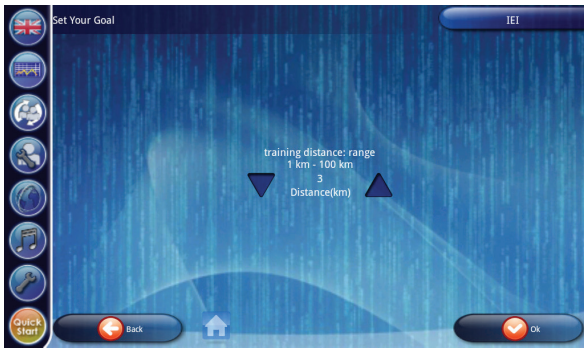 Set Your Goal
IEI
training distance: range
1 km - 100 km
3
Distance(km)
Quick
Start
Back
Ok